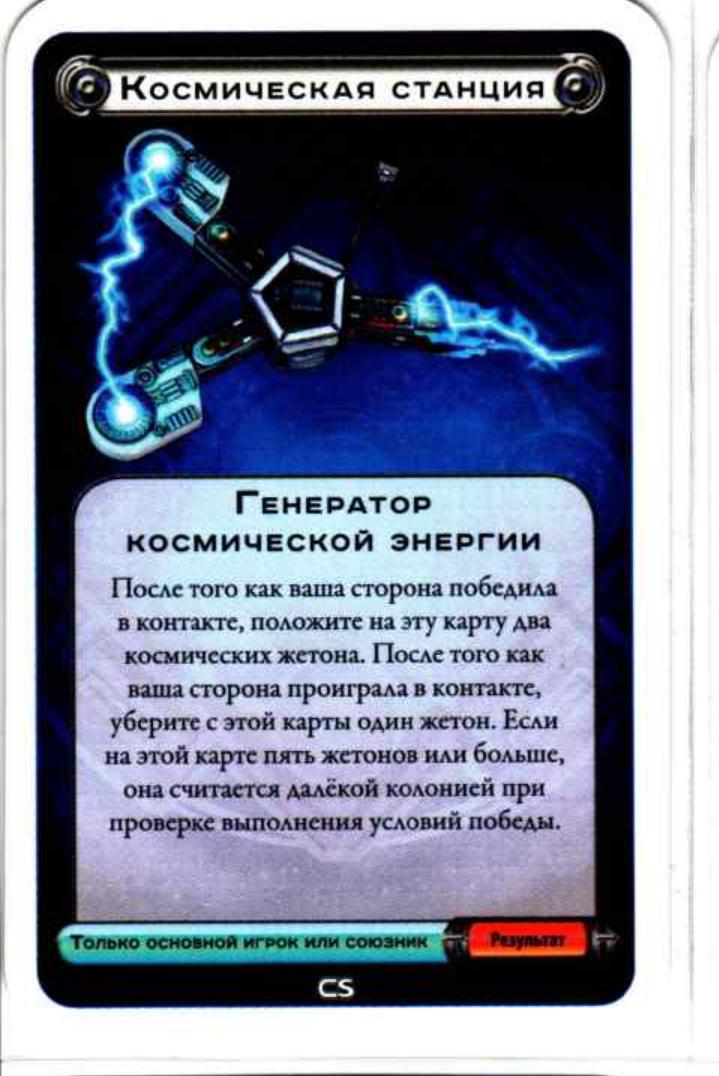 Космическая станция
Генератор
космической энергии
После того как ваша сторона победила
в контакте, положите на эту карту два
космических жетона. После того как
ваша сторона проиграла в контакте,
уберите с этой карты один жетон. Если
на этой карте пять жетонов или больше,
она считается далёкой колонией при
проверке выполнения условий победы.
Только основной игрок или союзник
Результат
CS